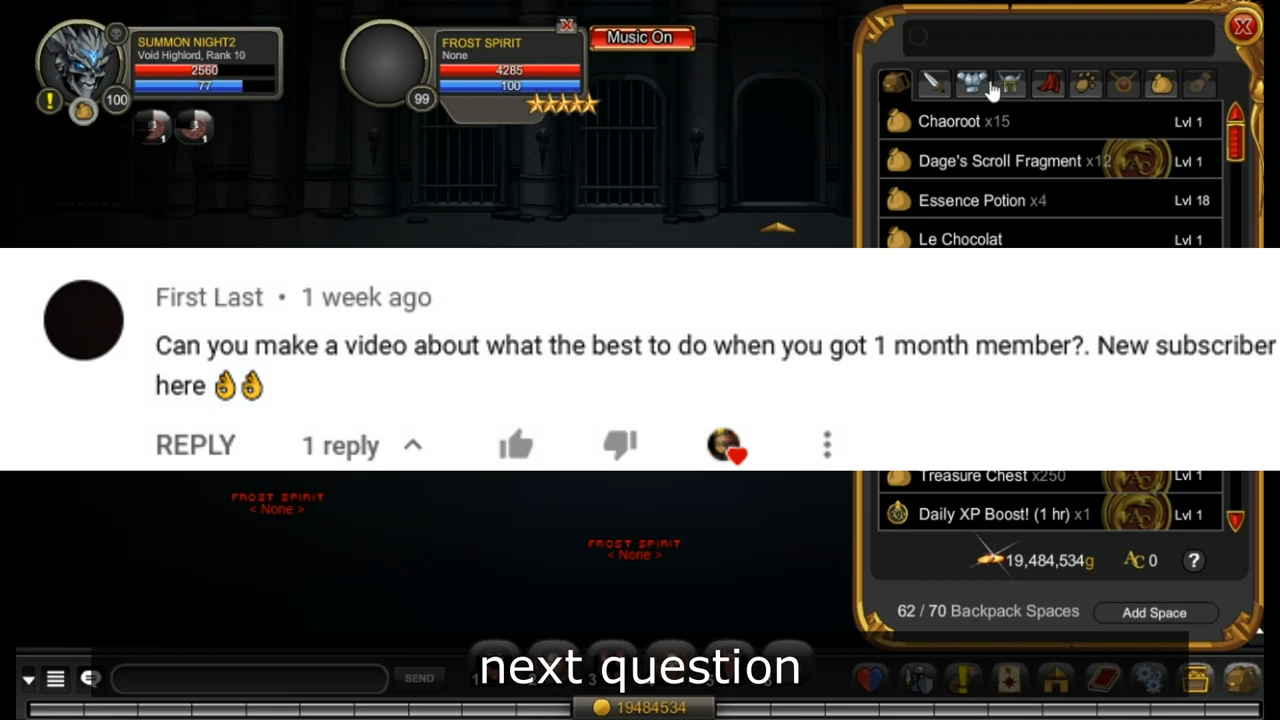 SUMMON NIGHT2
Void Highlord, Rank 10
2560
77
100
1
1
FROST SPIRIT
None
4285
100
99
Music On
Chaoroot x15 Lvl 1
Dage's Scroll Fragment x12 Lvl 1
Essence Potion x4 Lvl 18
Le Chocolat Lvl 1
First Last • 1 week ago
Can you make a video about what the best to do when you got 1 month member?. New subscriber
here 👌👌
REPLY 1 reply
Treasure Chest x250 Lvl 1
Daily XP Boost! (1 hr) x1 Lvl 1
FROST SPIRIT
< None >
FROST SPIRIT
< None >
19,484,534g AC 0 ?
62 / 70 Backpack Spaces Add Space
next question
SEND
19484534